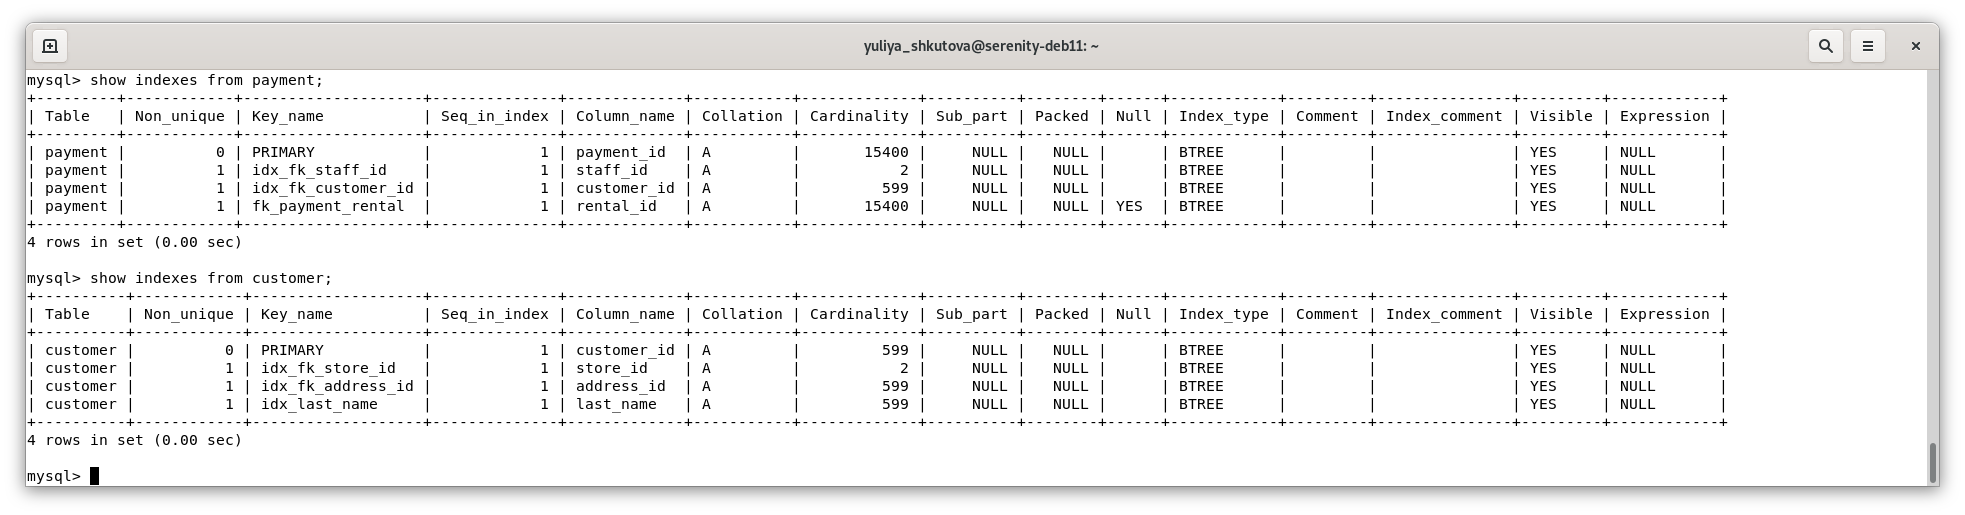 yuliya_shkutova@serenity-deb11: ~
mysql> show indexes from payment;
+---------+------------+--------------------+--------------+-------------+-----------+-------------+----------+--------+------+------------+---------+---------------+---------+------------+
| Table   | Non_unique | Key_name           | Seq_in_index | Column_name | Collation | Cardinality | Sub_part | Packed | Null | Index_type | Comment | Index_comment | Visible | Expression |
+---------+------------+--------------------+--------------+-------------+-----------+-------------+----------+--------+------+------------+---------+---------------+---------+------------+
| payment |          0 | PRIMARY            |            1 | payment_id  | A         |       15400 |     NULL |   NULL |      | BTREE      |         |               | YES     | NULL       |
| payment |          1 | idx_fk_staff_id    |            1 | staff_id    | A         |           2 |     NULL |   NULL |      | BTREE      |         |               | YES     | NULL       |
| payment |          1 | idx_fk_customer_id |            1 | customer_id | A         |         599 |     NULL |   NULL |      | BTREE      |         |               | YES     | NULL       |
| payment |          1 | fk_payment_rental  |            1 | rental_id   | A         |       15400 |     NULL |   NULL | YES  | BTREE      |         |               | YES     | NULL       |
+---------+------------+--------------------+--------------+-------------+-----------+-------------+----------+--------+------+------------+---------+---------------+---------+------------+
4 rows in set (0.00 sec)
mysql> show indexes from customer;
+----------+------------+-------------------+--------------+-------------+-----------+-------------+----------+--------+------+------------+---------+---------------+---------+------------+
| Table    | Non_unique | Key_name          | Seq_in_index | Column_name | Collation | Cardinality | Sub_part | Packed | Null | Index_type | Comment | Index_comment | Visible | Expression |
+----------+------------+-------------------+--------------+-------------+-----------+-------------+----------+--------+------+------------+---------+---------------+---------+------------+
| customer |          0 | PRIMARY           |            1 | customer_id | A         |         599 |     NULL |   NULL |      | BTREE      |         |               | YES     | NULL       |
| customer |          1 | idx_fk_store_id   |            1 | store_id    | A         |           2 |     NULL |   NULL |      | BTREE      |         |               | YES     | NULL       |
| customer |          1 | idx_fk_address_id |            1 | address_id  | A         |         599 |     NULL |   NULL |      | BTREE      |         |               | YES     | NULL       |
| customer |          1 | idx_last_name     |            1 | last_name   | A         |         599 |     NULL |   NULL |      | BTREE      |         |               | YES     | NULL       |
+----------+------------+-------------------+--------------+-------------+-----------+-------------+----------+--------+------+------------+---------+---------------+---------+------------+
4 rows in set (0.00 sec)
mysql>